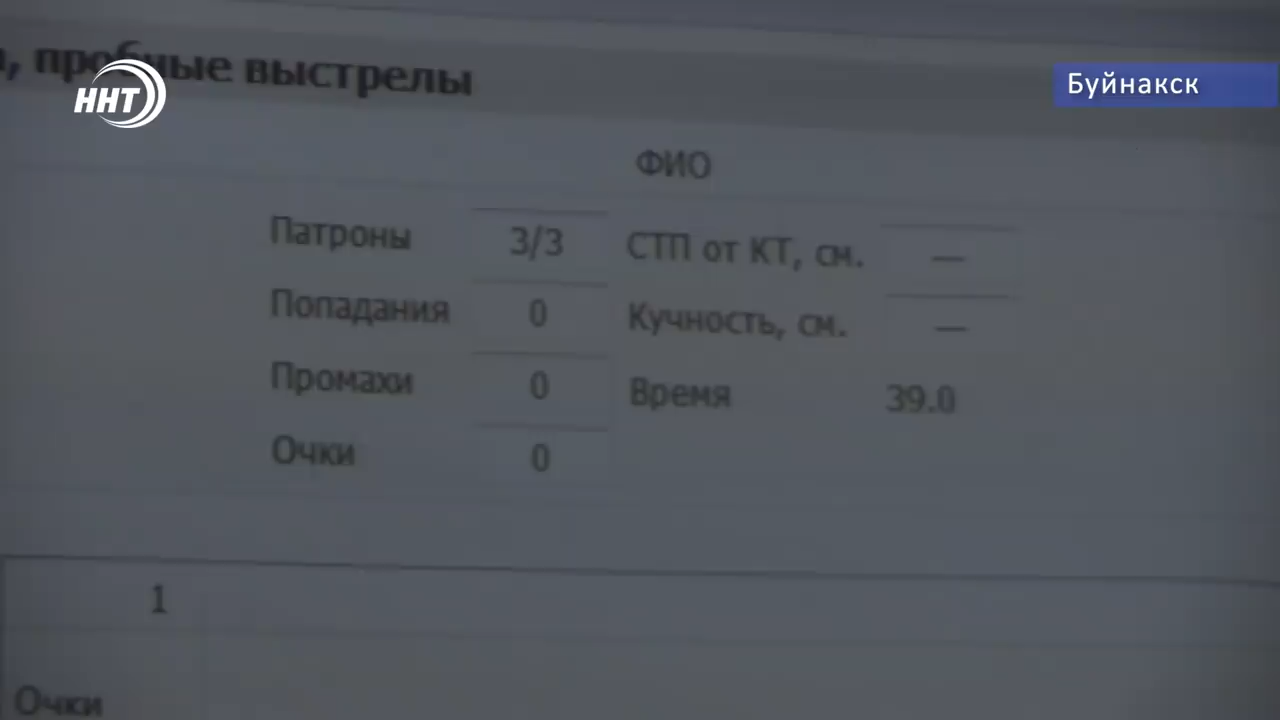 пробные выстрелы
ННТ
Буйнакск
ФИО
Патроны 3/3 СТП от КТ, см. —
Попадания 0 Кучность, см. —
Промахи 0 Время 39.0
Очки 0
1
Очки